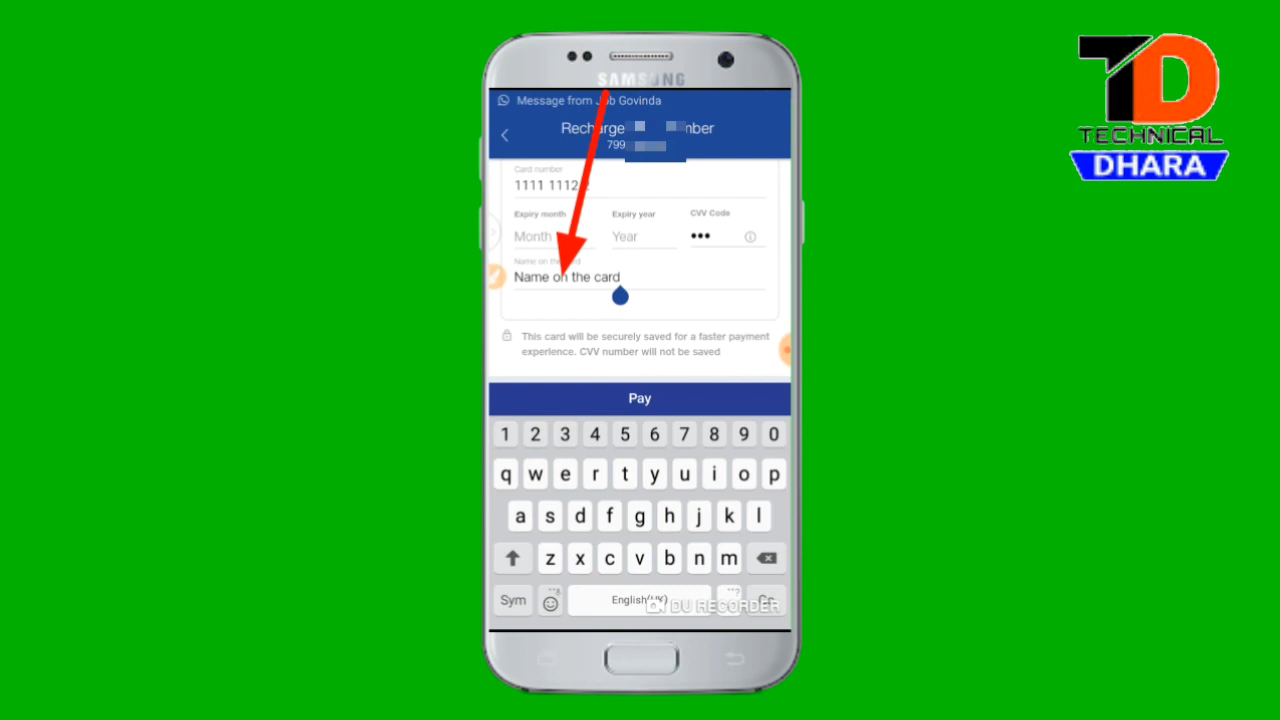 SAMSUNG
Message from Job Govinda
Recharge
799
Card number
1111 1112
Expiry month
Expiry year
CVV Code
Month
Year
•••
Name on the card
Name on the card
This card will be securely saved for a faster payment
experience. CVV number will not be saved
Pay
1 2 3 4 5 6 7 8 9 0
q w e r t y u i o p
a s d f g h j k l
z x c v b n m
Sym
English(UK)
Go
DU RECORDER
TD
TECHNICAL
DHARA